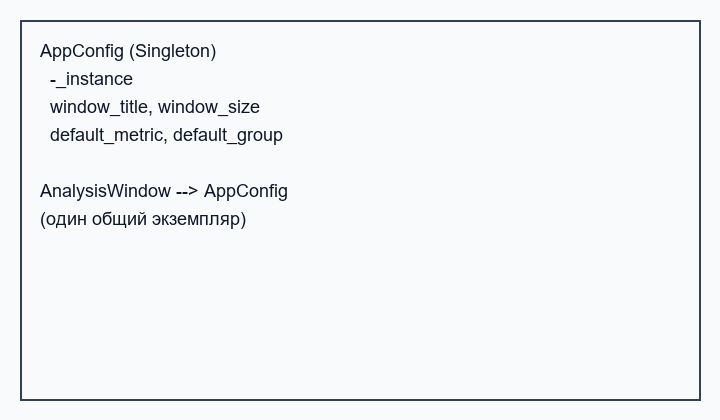 AppConfig (Singleton)
-_instance
window_title, window_size
default_metric, default_group
AnalysisWindow --> AppConfig
(один общий экземпляр)